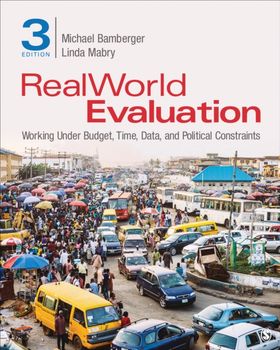 3
EDITION
Michael Bamberger
Linda Mabry
RealWorld
Evaluation
Working Under Budget, Time, Data, and Political Constraints